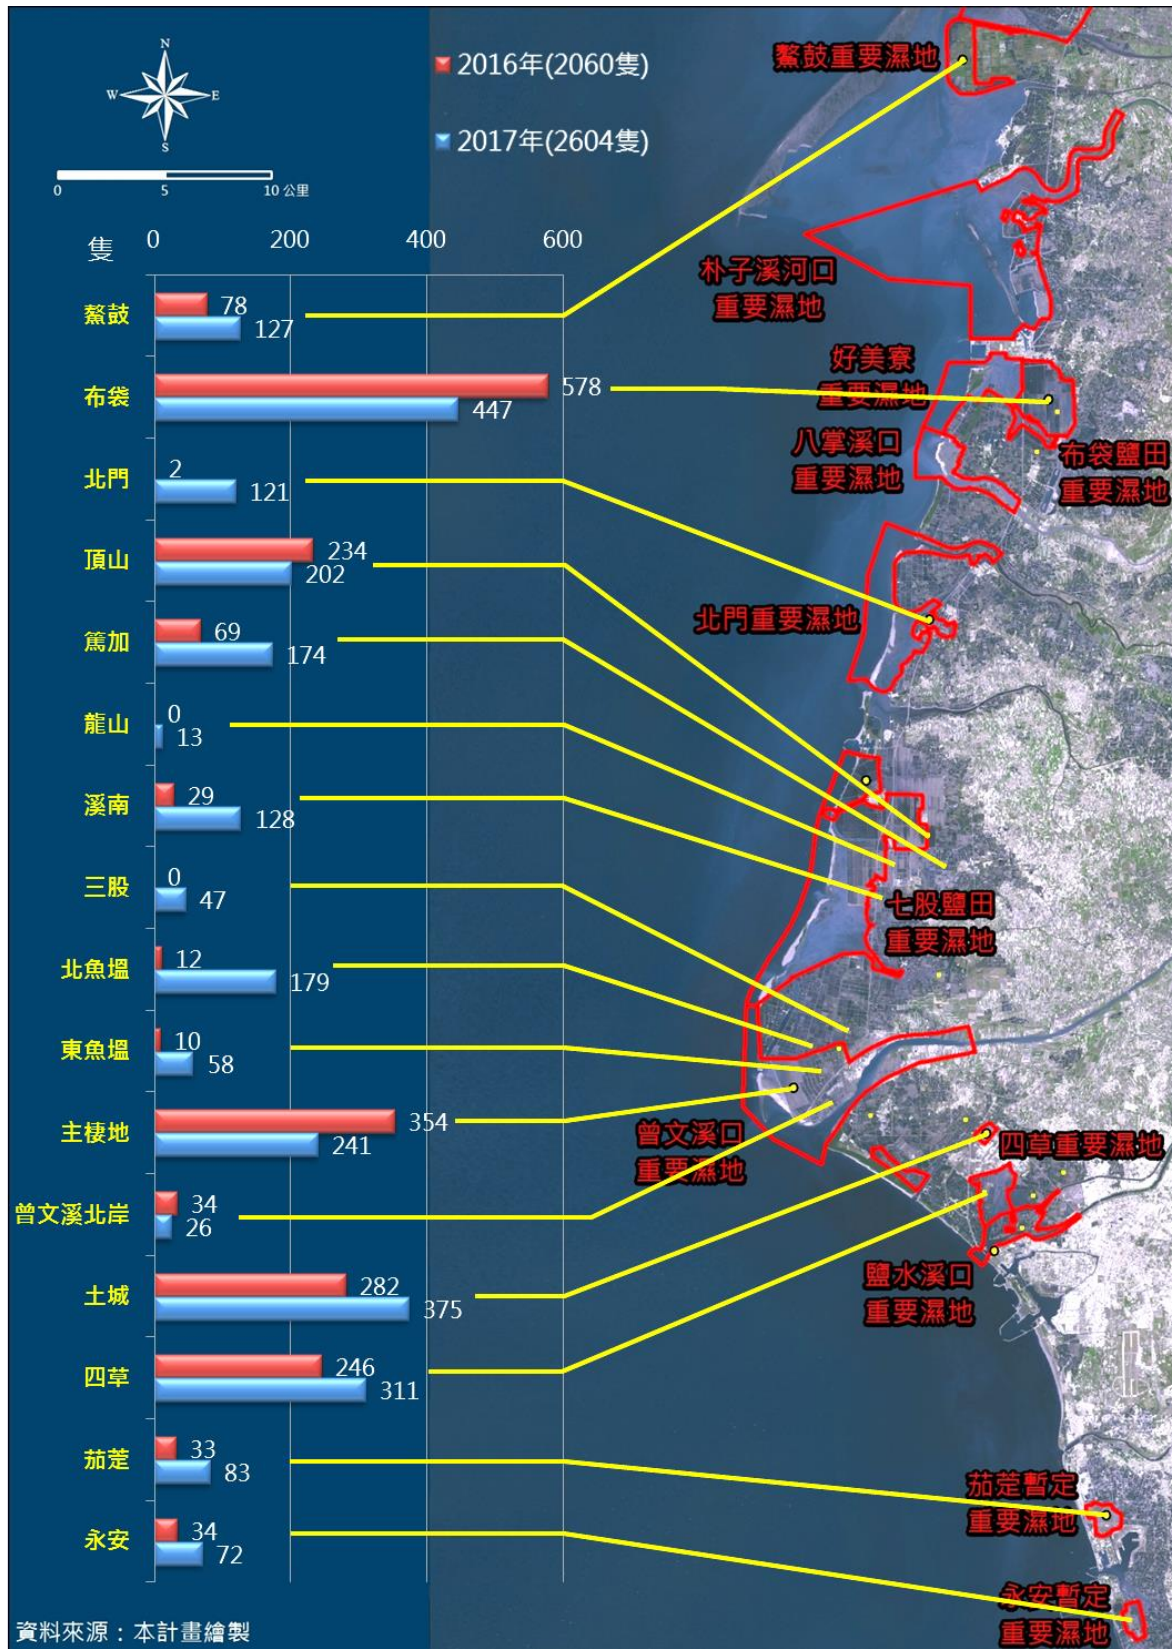 N
W
E
S
0 5 10 公里
2016年(2060隻)
2017年(2604隻)
隻
0 200 400 600
鰲鼓
78
127
布袋
578
447
北門
2
121
頂山
234
202
篤加
69
174
龍山
0
13
溪南
29
128
三股
0
47
北魚塭
12
179
東魚塭
10
58
主棲地
354
241
曾文溪北岸
34
26
土城
282
375
四草
246
311
茄萣
33
83
永安
34
72
鰲鼓重要濕地
朴子溪河口
重要濕地
好美寮
重要濕地
八掌溪口
重要濕地
布袋鹽田
重要濕地
北門重要濕地
七股鹽田
重要濕地
曾文溪口
重要濕地
四草重要濕地
鹽水溪口
重要濕地
茄萣暫定
重要濕地
永安暫定
重要濕地
資料來源：本計畫繪製